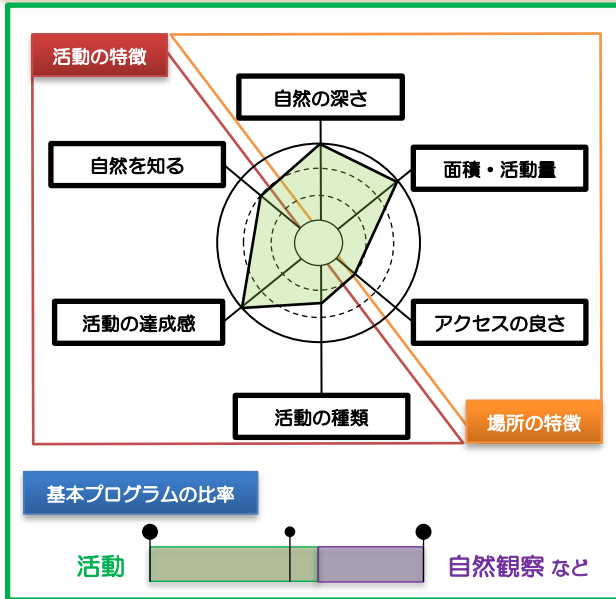 活動の特徴
自然の深さ
自然を知る
面積・活動量
活動の達成感
アクセスの良さ
活動の種類
場所の特徴
基本プログラムの比率
活動
自然観察 など